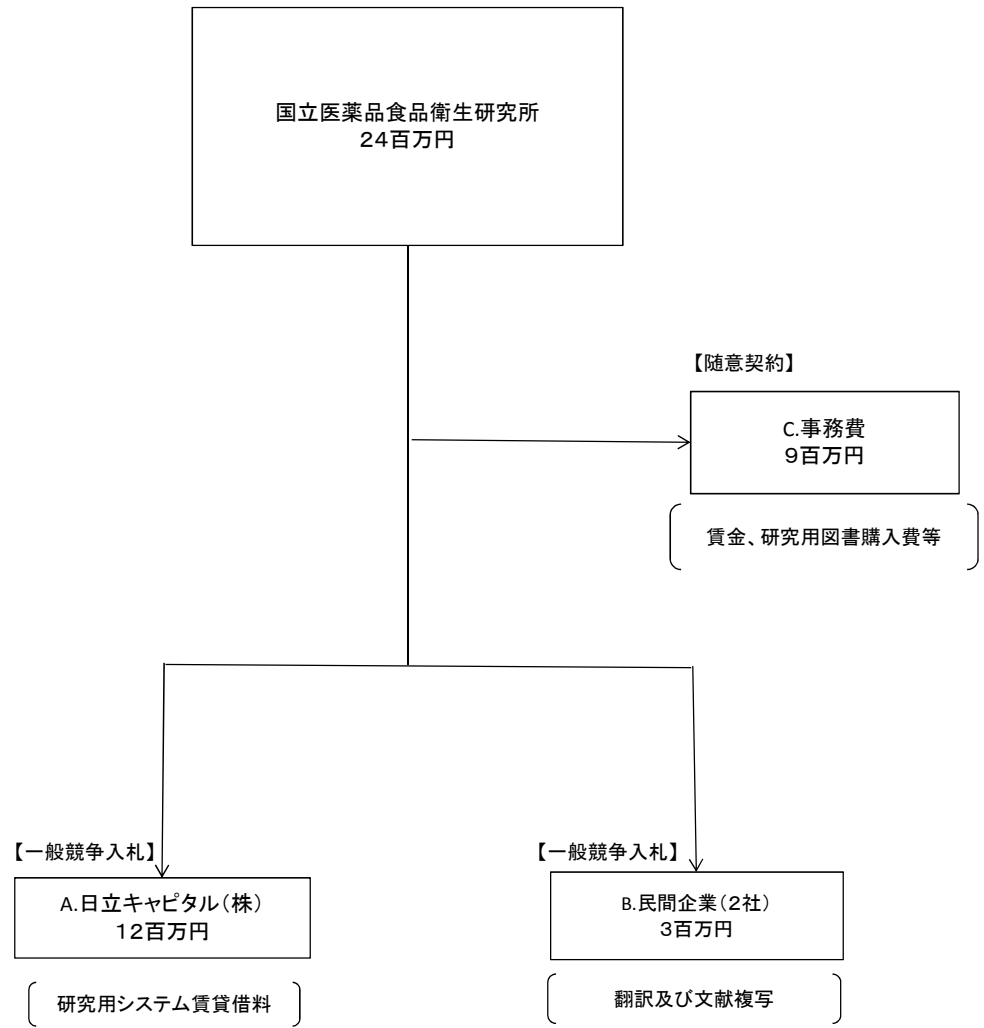 国立医薬品食品衛生研究所
24百万円
【随意契約】
C.事務費
9百万円
賃金、研究用図書購入費等
【一般競争入札】
A.日立キャピタル(株)
12百万円
研究用システム賃貸借料
【一般競争入札】
B.民間企業(2社)
3百万円
翻訳及び文献複写